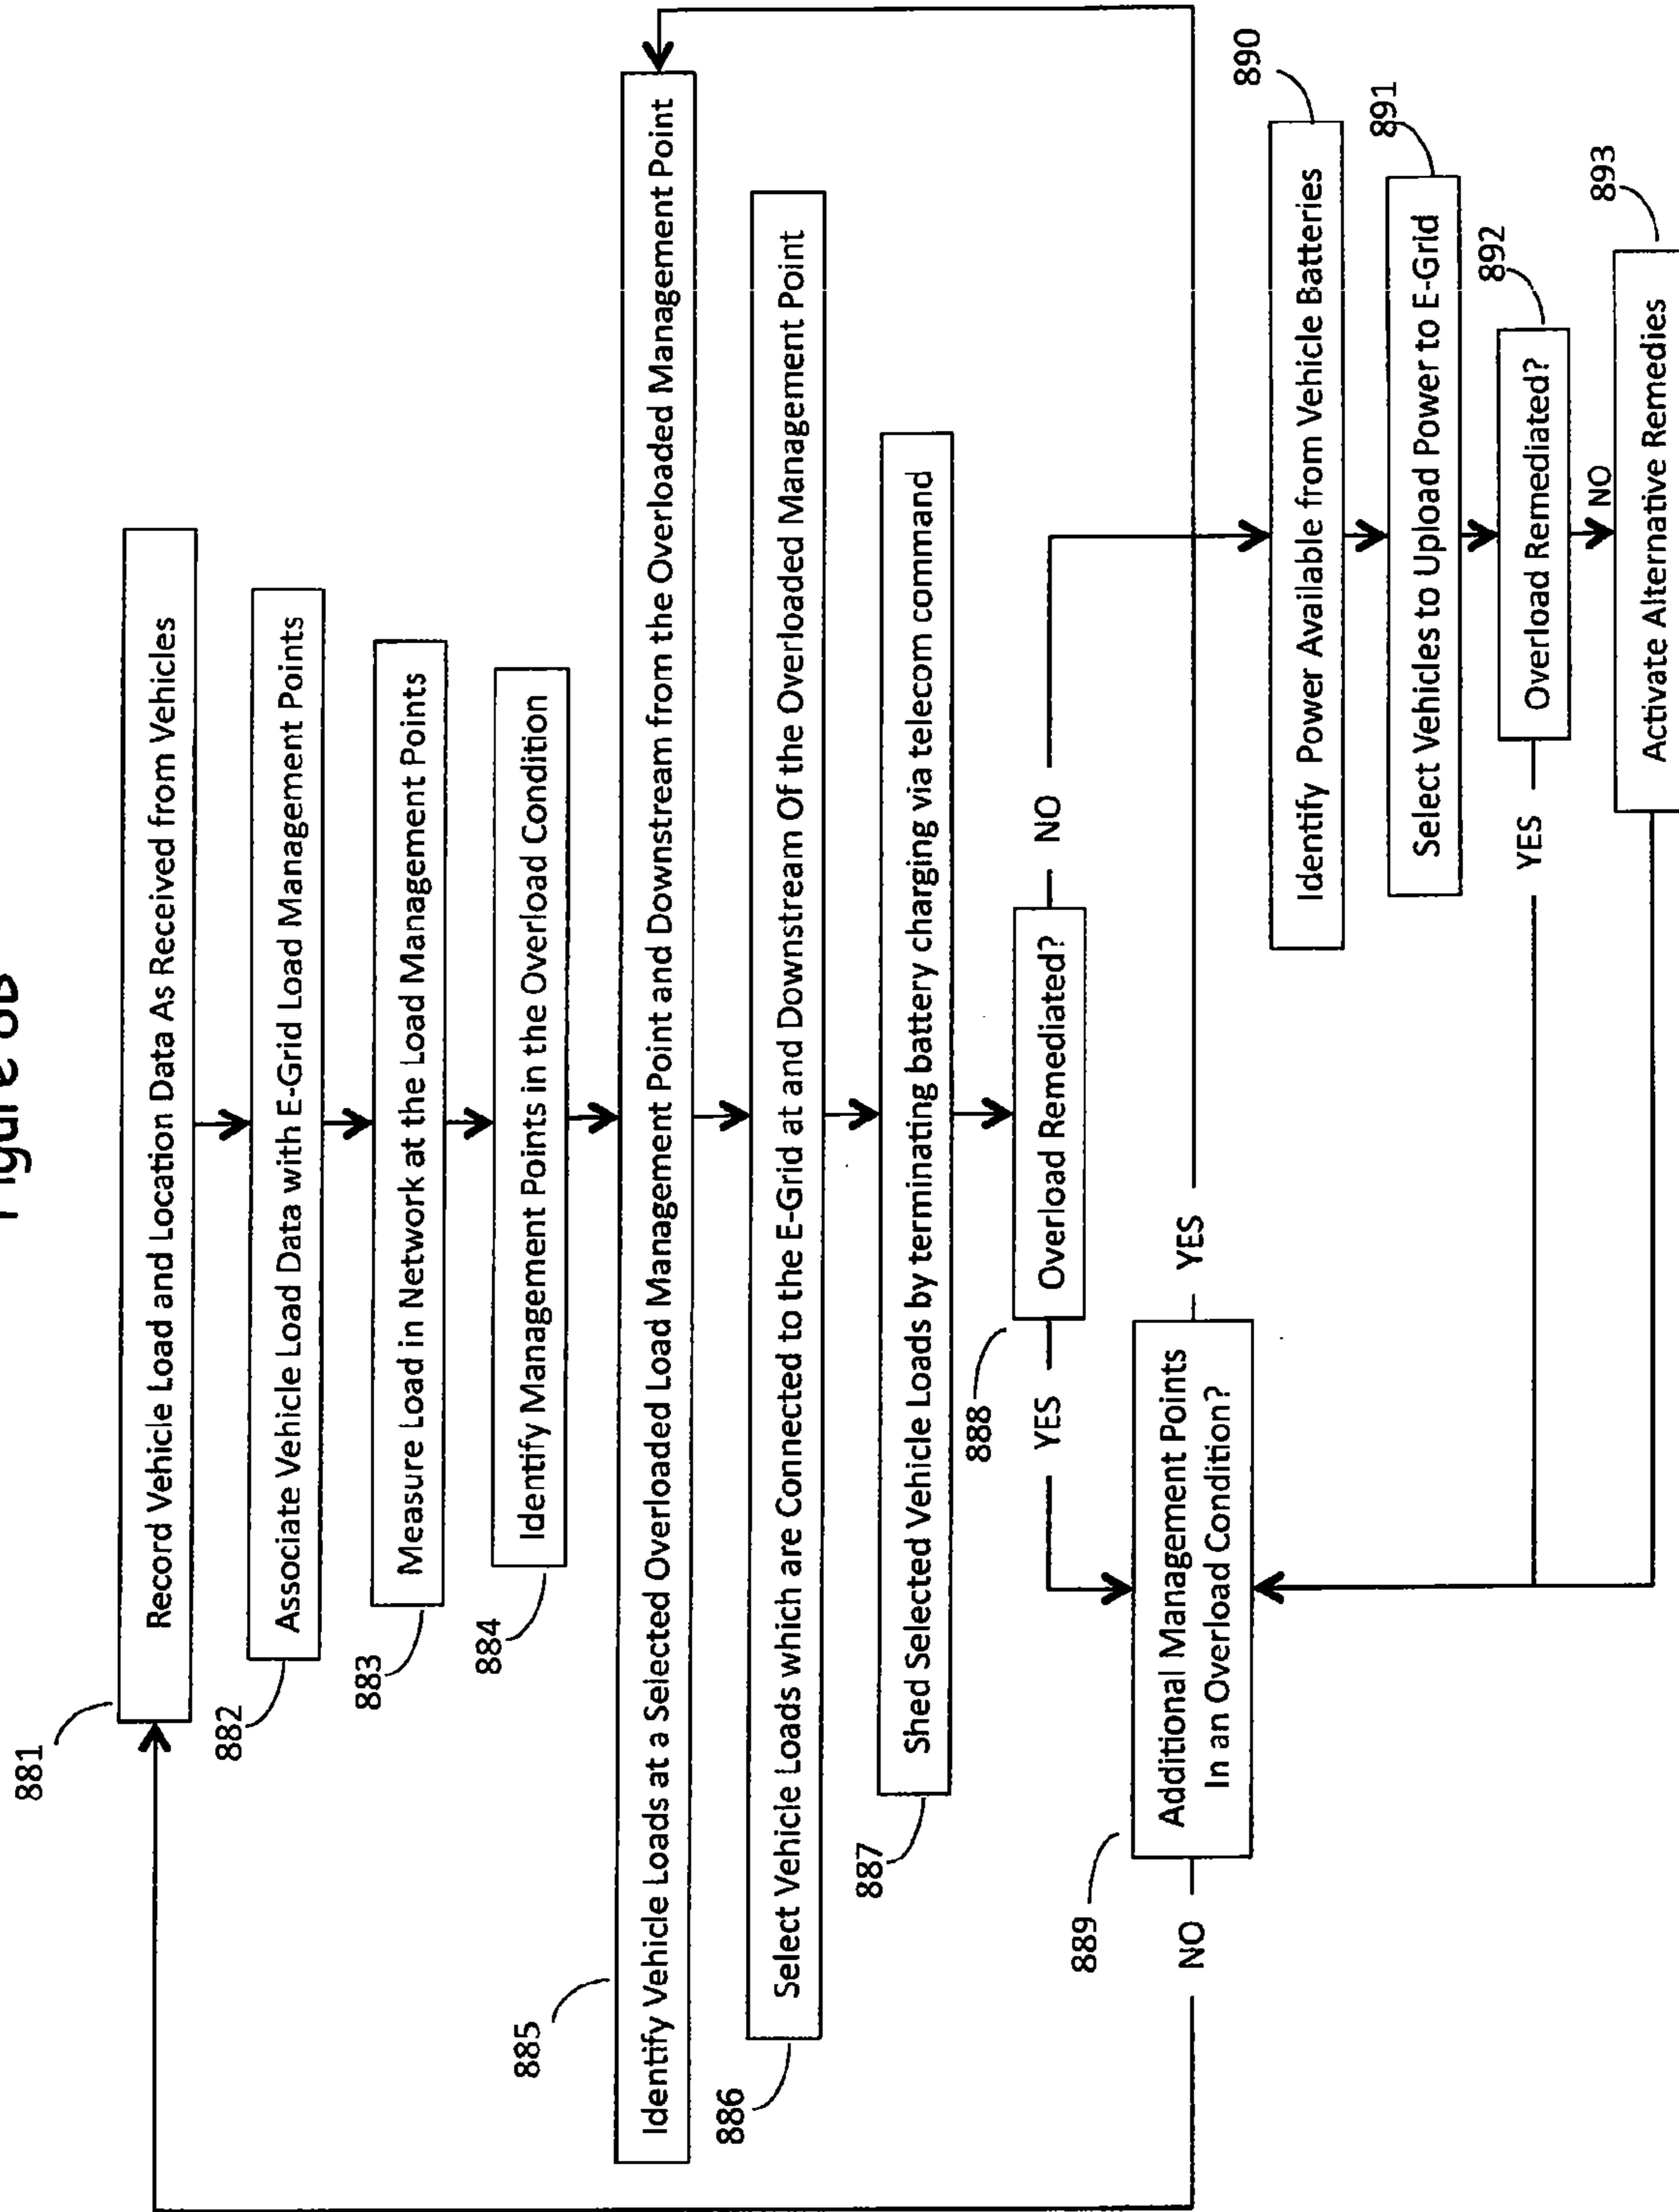 881
Record Vehicle Load and Location Data As Received from Vehicles
882
Associate Vehicle Load Data with E-Grid Load Management Points
883
Measure Load in Network at the Load Management Points
884
Identify Management Points in the Overload Condition
885
Identify Vehicle Loads at a Selected Overloaded Load Management Point and Downstream from the Overloaded Management Point
886
Select Vehicle Loads which are Connected to the E-Grid at and Downstream Of the Overloaded Management Point
887
Shed Selected Vehicle Loads by terminating battery charging via telecom command
888
YES
Overload Remediated?
NO
889
NO
Additional Management Points
In an Overload Condition?
YES
890
Identify Power Available from Vehicle Batteries
891
Select Vehicles to Upload Power to E-Grid
892
YES
Overload Remediated?
NO
893
Activate Alternative Remedies